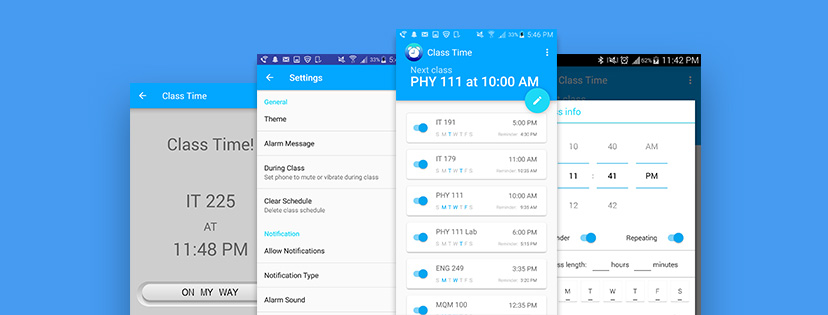 Class Time
Class Time!
IT 225
AT
11:48 PM
ON MY WAY
33%
Settings
General
Theme
Alarm Message
During Class
Set phone to mute or vibrate during class
Clear Schedule
Delete class schedule
Notification
Allow Notifications
Notification Type
Alarm Sound
33% 5:46 PM
Class Time
Next class
PHY 111 at 10:00 AM
IT 191 5:00 PM
S M T W T F S Reminder: 4:30 PM
IT 179 11:00 AM
S M T W T F S Reminder:
PHY 111 10:00 AM
S M T W T F S Reminder: 9:35 AM
PHY 111 Lab 6:00 PM
S M T W T F S Reminder: 5:15 PM
ENG 249 3:35 PM
S M T W T F S Reminder: 3:20 PM
MQM 100 12:35 PM
62% 11:42 PM
Class Time
ss info
10 40 AM
11 : 41 PM
12 42
nder Repeating
ss length: hours minutes
M T W T F S